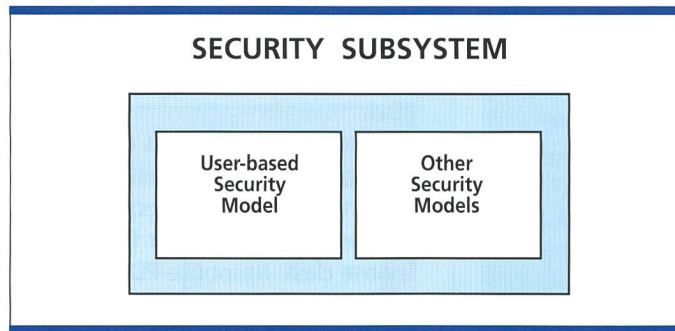 SECURITY SUBSYSTEM
User-based
Security
Model
Other
Security
Models